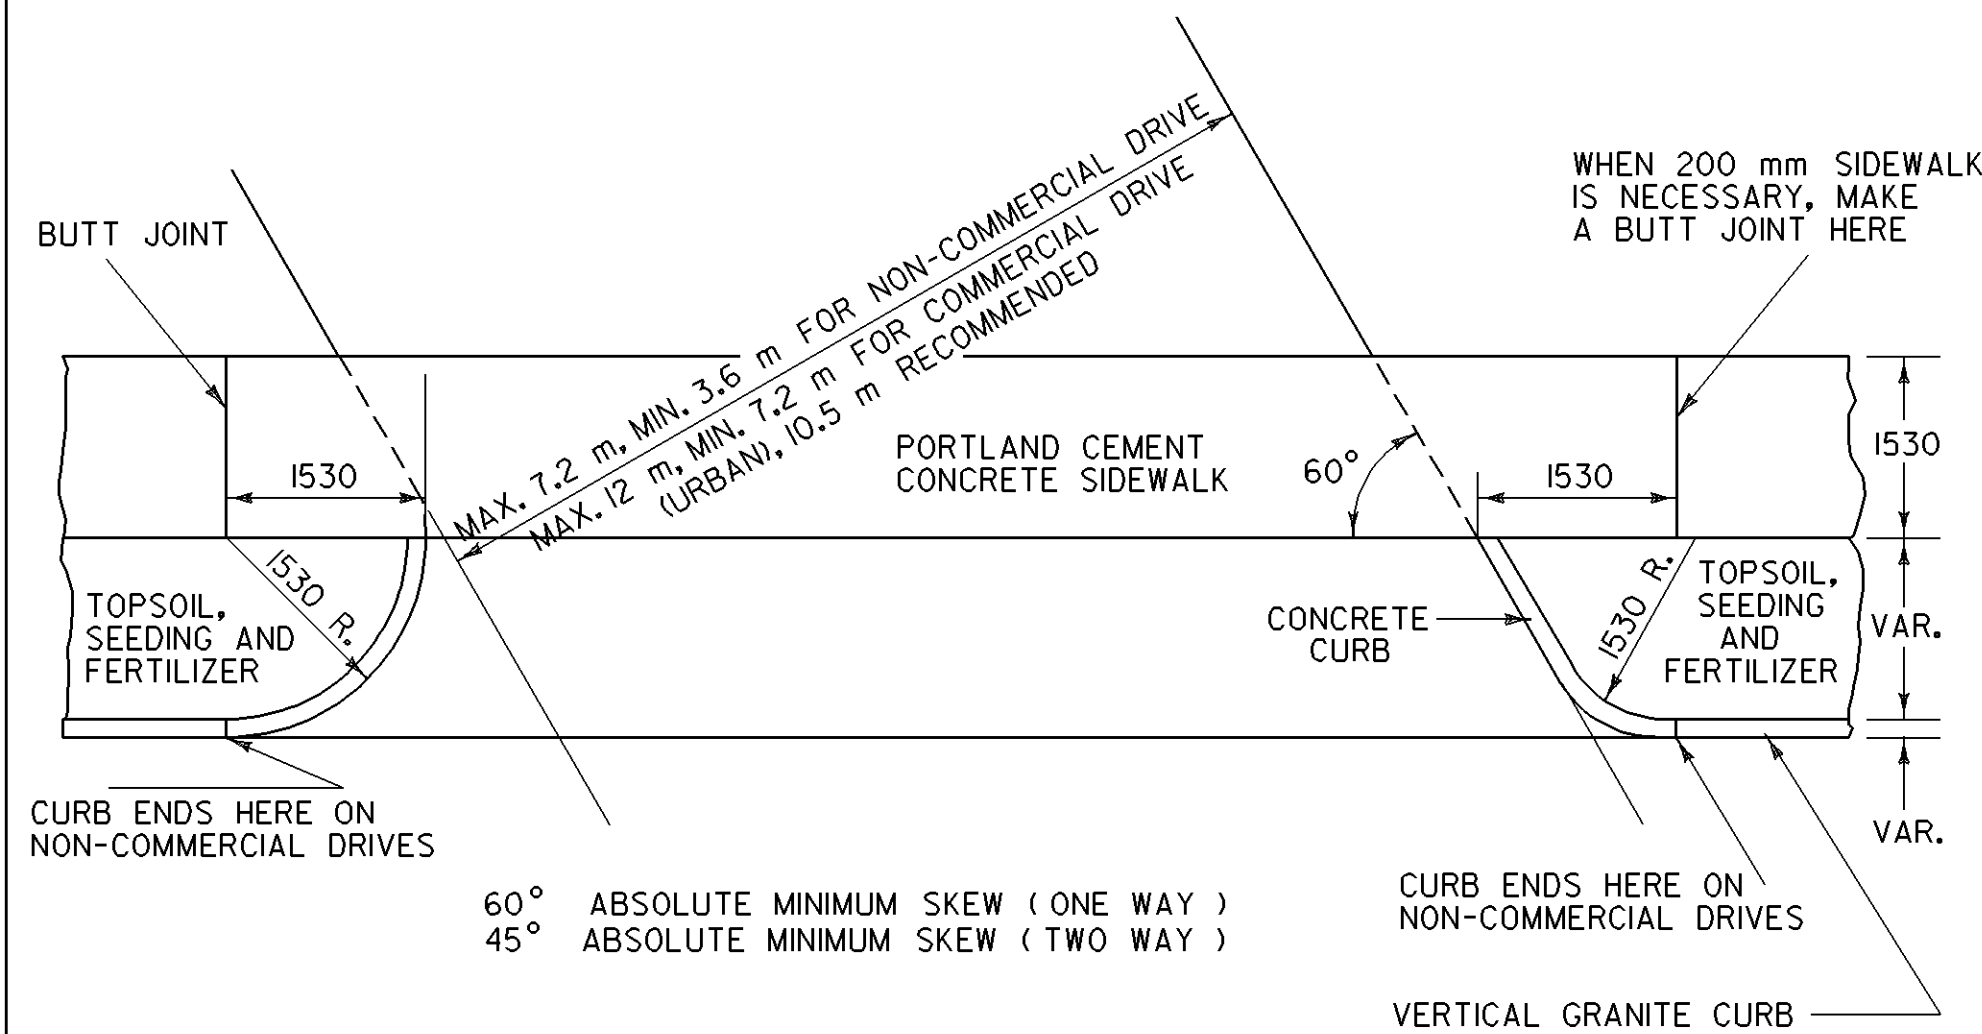 BUTT JOINT
WHEN 200 mm SIDEWALK
IS NECESSARY, MAKE
A BUTT JOINT HERE
MAX. 7.2 m, MIN. 3.6 m FOR NON-COMMERCIAL DRIVE
MAX. 12 m, MIN. 7.2 m FOR COMMERCIAL DRIVE
(URBAN), 10.5 m RECOMMENDED
1530
PORTLAND CEMENT
CONCRETE SIDEWALK
60°
1530
1530
1530 R.
TOPSOIL,
SEEDING AND
FERTILIZER
CONCRETE
CURB
1530 R.
TOPSOIL,
SEEDING
AND
FERTILIZER
VAR.
VAR.
CURB ENDS HERE ON
NON-COMMERCIAL DRIVES
60° ABSOLUTE MINIMUM SKEW ( ONE WAY )
45° ABSOLUTE MINIMUM SKEW ( TWO WAY )
CURB ENDS HERE ON
NON-COMMERCIAL DRIVES
VERTICAL GRANITE CURB